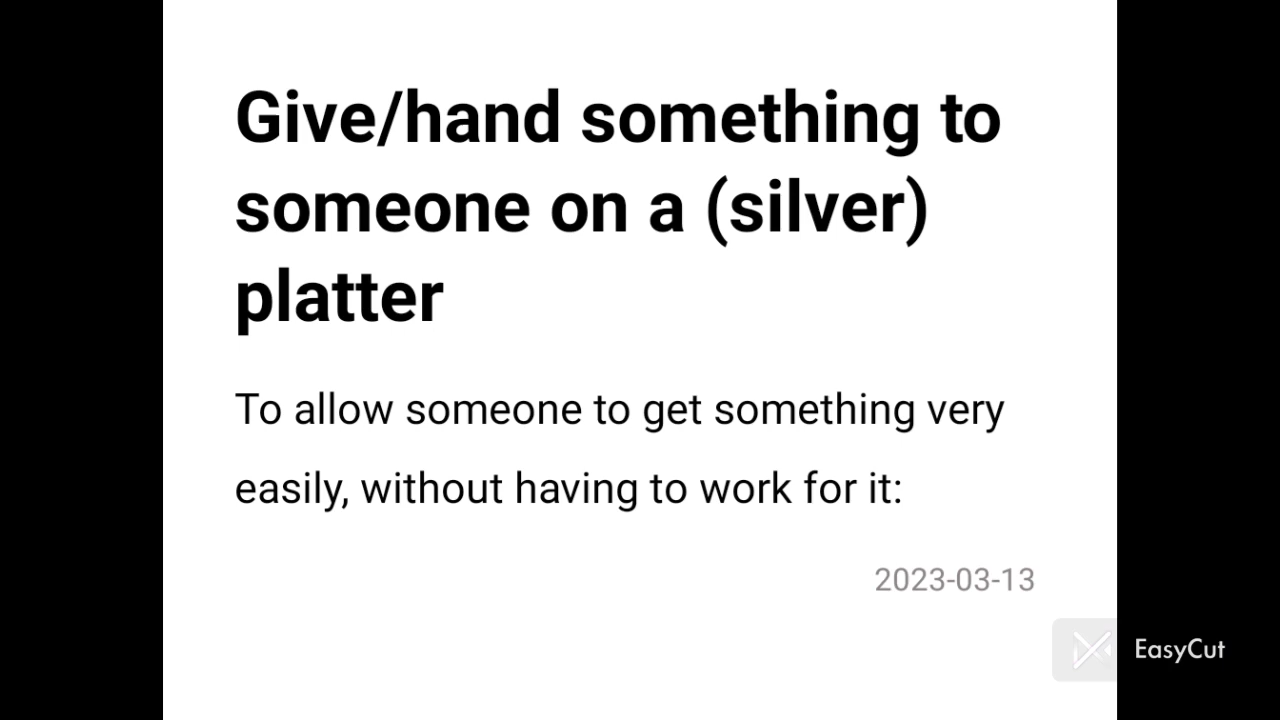 Give/hand something to
someone on a (silver)
platter
To allow someone to get something very
easily, without having to work for it:
2023-03-13
EasyCut